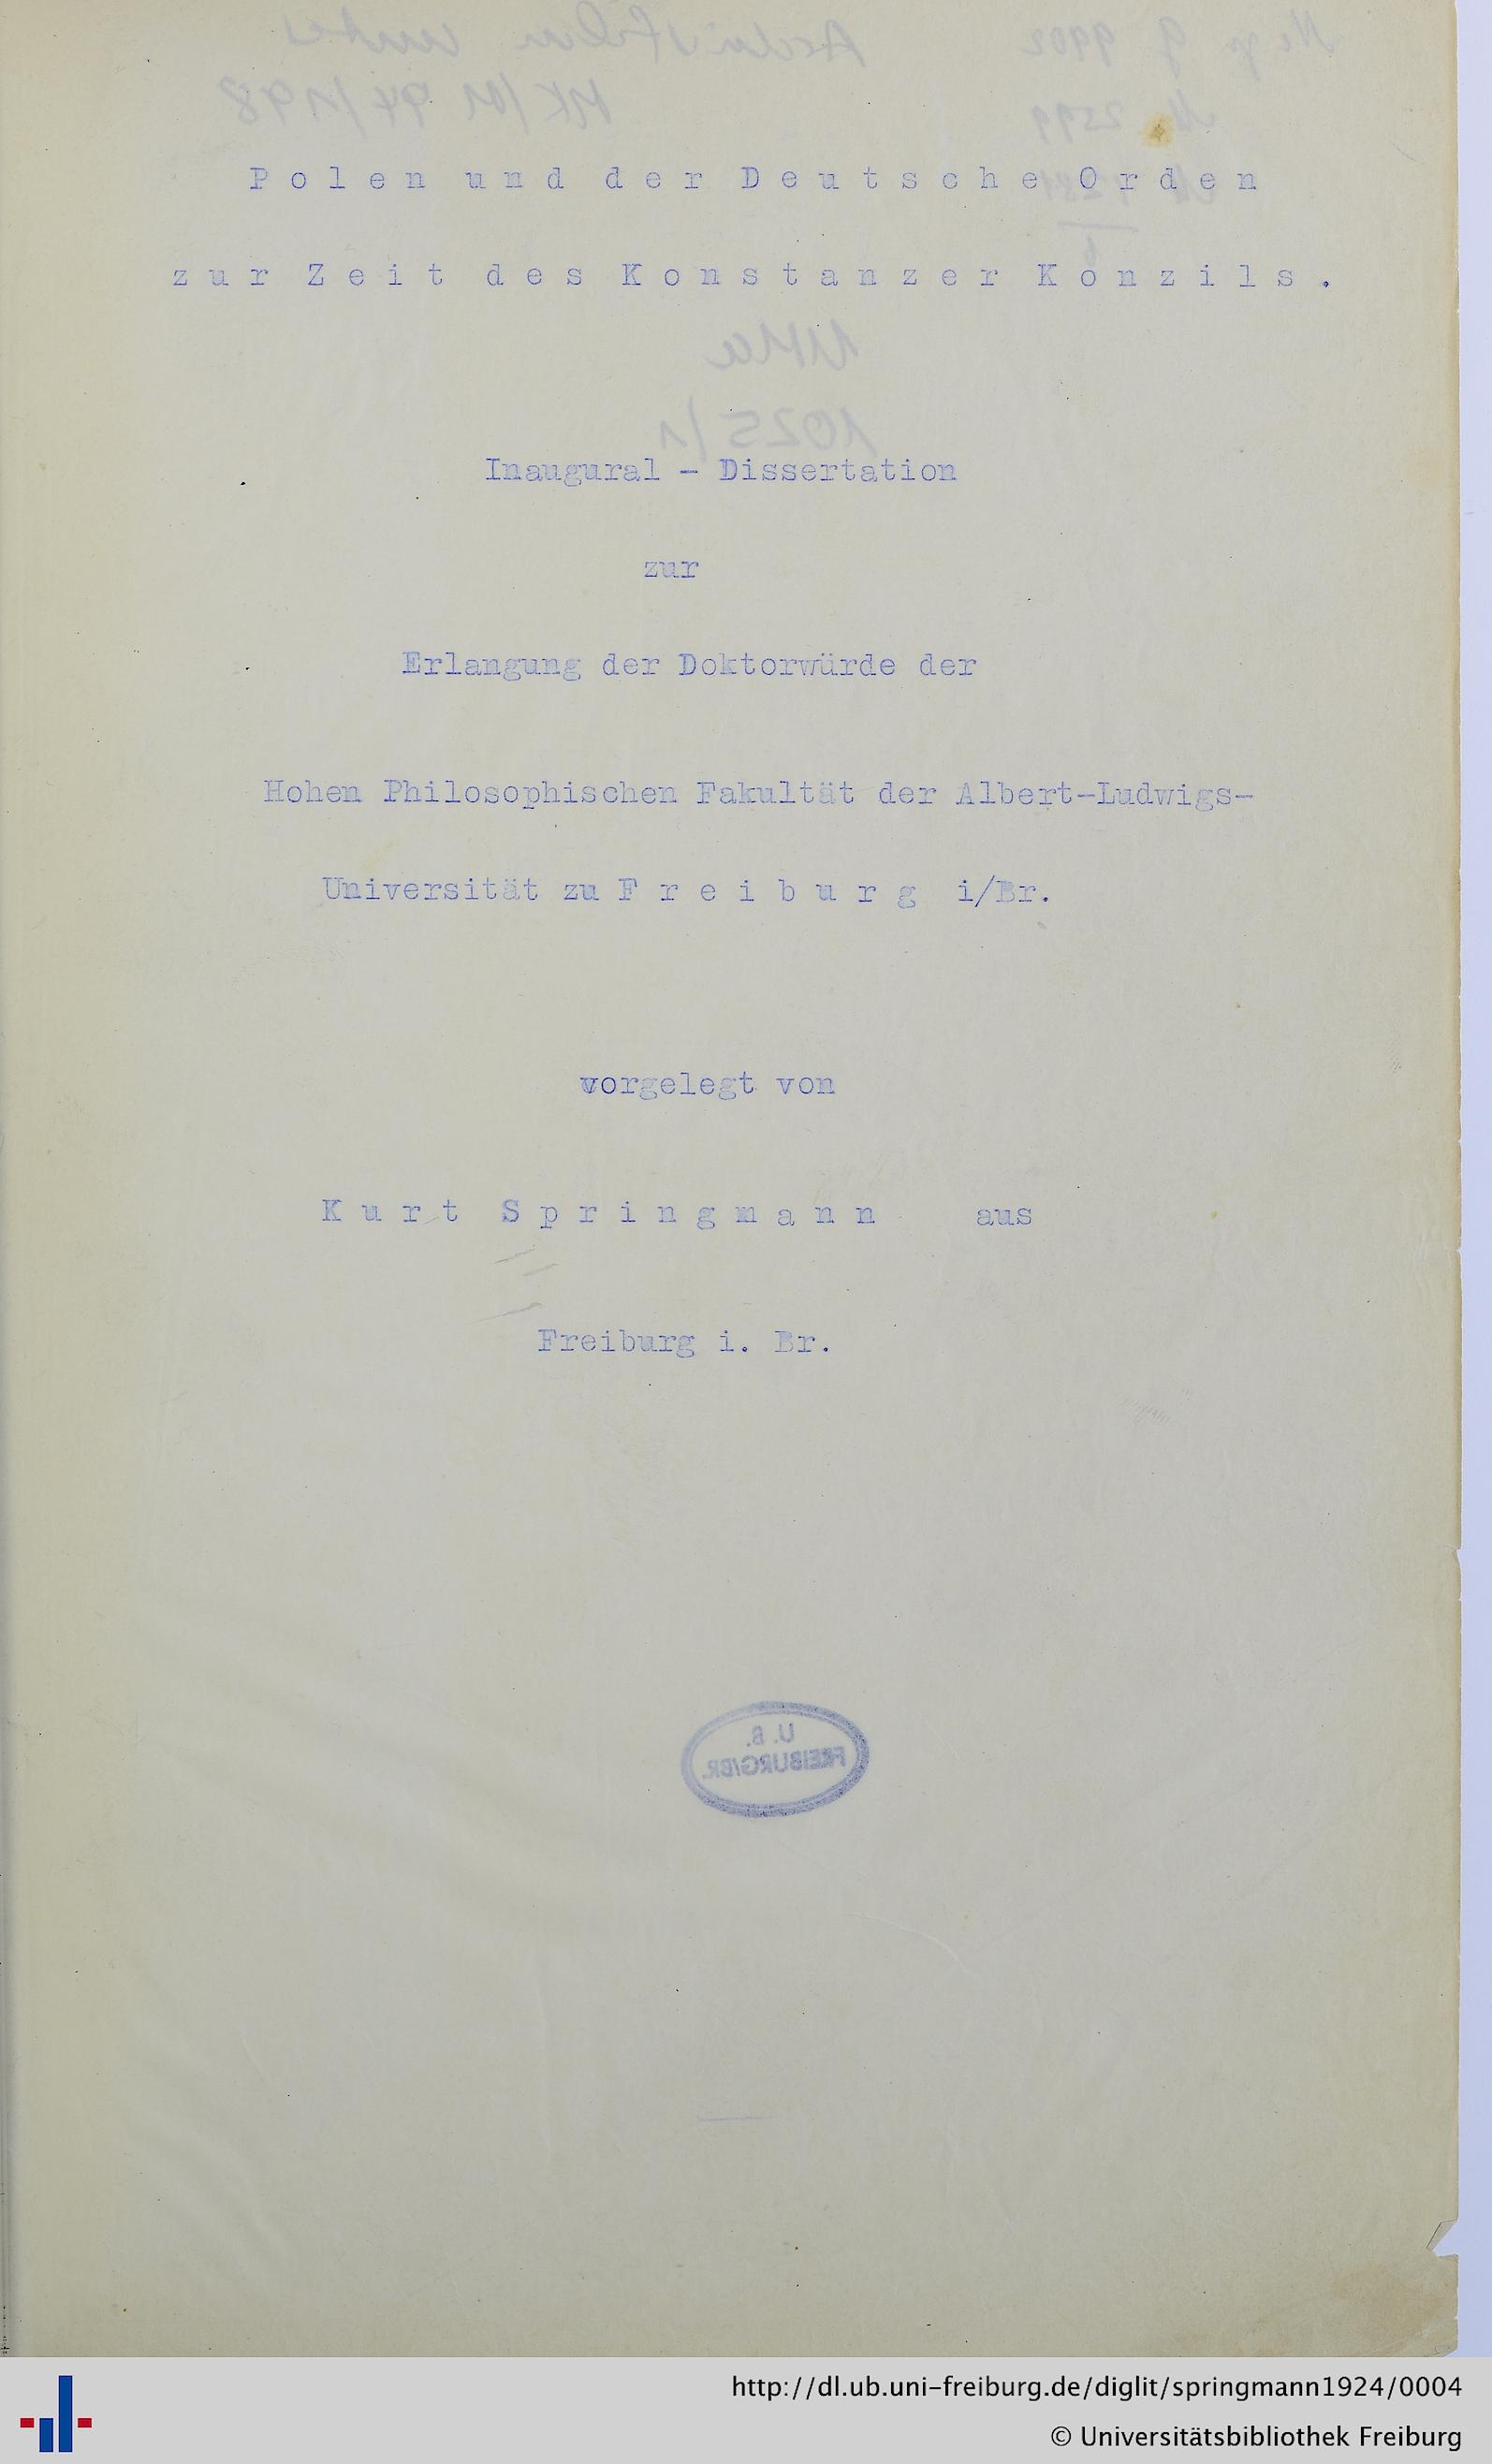 Polen und der Deutsche Orden
zur Zeit des Konstanzer Konzils.
Inaugural - Dissertation
zur
Erlangung der Doktorwürde der
Hohen Philosophischen Fakultät der Albert-Ludwigs-
Universität zu Freiburg i/Br.
vorgelegt von
Kurt Springmann aus
Freiburg i. Br.
U. B.
FREIBURG/BR.
http://dl.ub.uni-freiburg.de/diglit/springmann1924/0004
© Universitätsbibliothek Freiburg